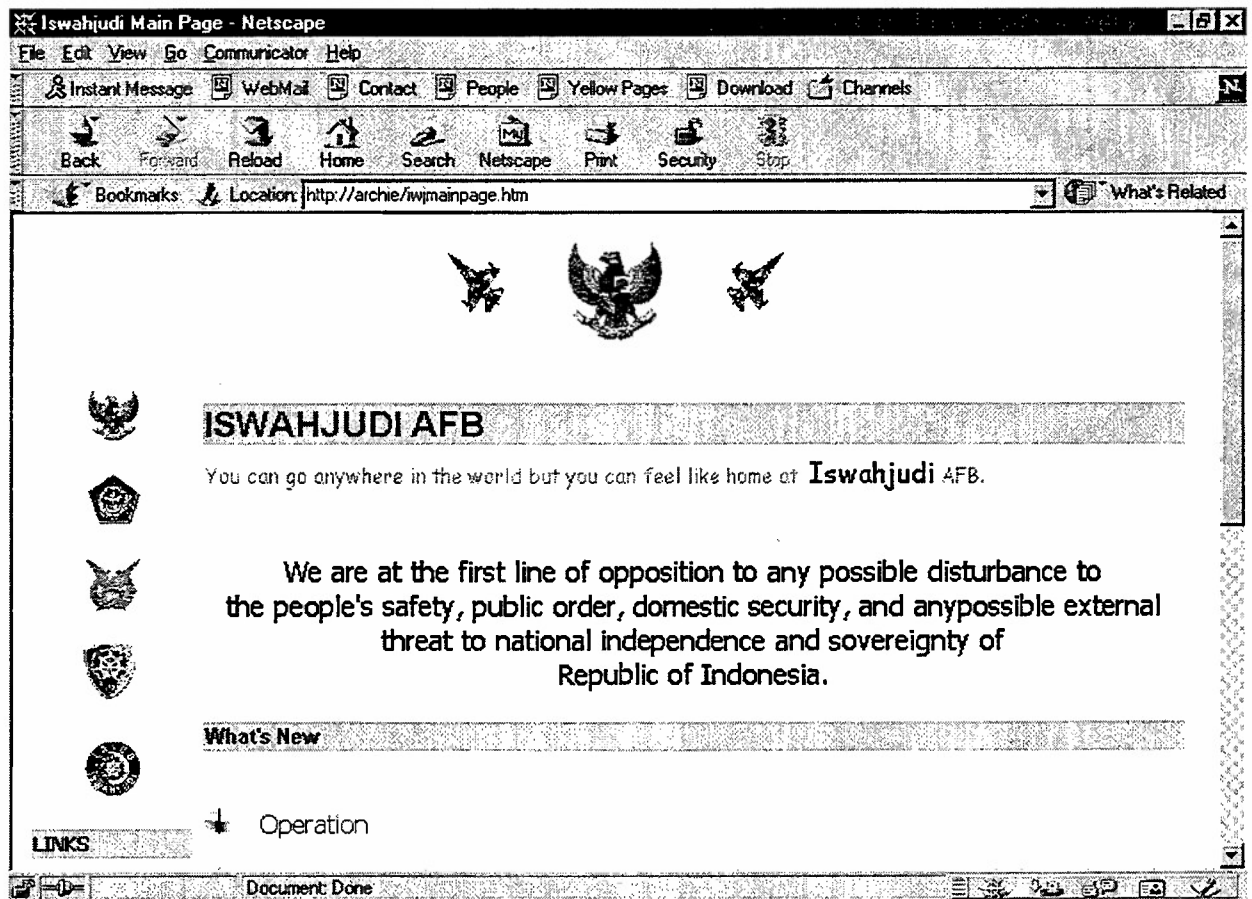 Iswahjudi Main Page - Netscape
File Edit View Go Communicator Help
Instant Message WebMail Contact People Yellow Pages Download Channels
Back Forward Reload Home Search Netscape Print Security Stop
Bookmarks Location: http://archie/iwjmainpage.htm What's Related
ISWAHJUDI AFB
You can go anywhere in the world but you can feel like home at Iswahjudi AFB.
We are at the first line of opposition to any possible disturbance to
the people's safety, public order, domestic security, and anypossible external
threat to national independence and sovereignty of
Republic of Indonesia.
What's New
Operation
LINKS
Document: Done